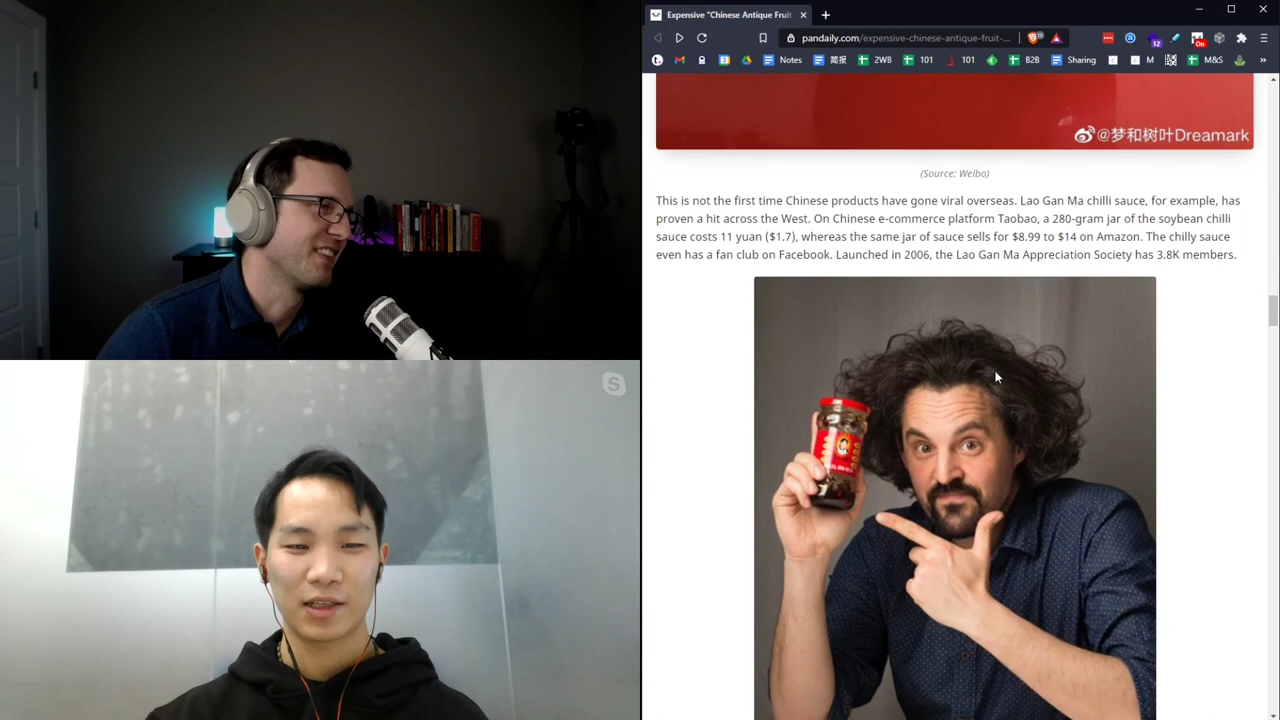 Expensive "Chinese Antique Fruit
pandaily.com/expensive-chinese-antique-fruit-...
12
On
Notes
简报
2WB
101
101
B2B
Sharing
M
M&S
@梦和树叶Dreamark
(Source: Weibo)
This is not the first time Chinese products have gone viral overseas. Lao Gan Ma chilli sauce, for example, has
proven a hit across the West. On Chinese e-commerce platform Taobao, a 280-gram jar of the soybean chilli
sauce costs 11 yuan ($1.7), whereas the same jar of sauce sells for $8.99 to $14 on Amazon. The chilly sauce
even has a fan club on Facebook. Launched in 2006, the Lao Gan Ma Appreciation Society has 3.8K members.